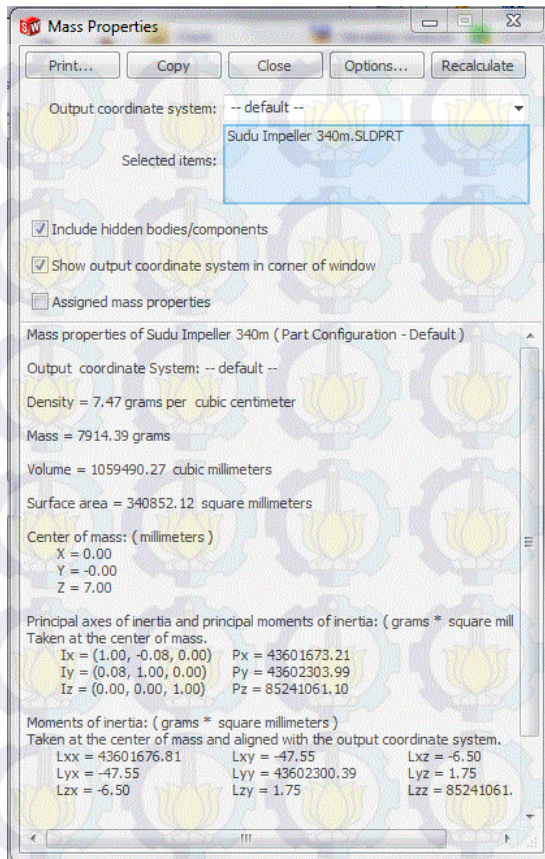 Mass Properties
Print... Copy Close Options... Recalculate
Output coordinate system: -- default --
Sudu Impeller 340m.SLDPRT
Selected items:
Include hidden bodies/components
Show output coordinate system in corner of window
Assigned mass properties
Mass properties of Sudu Impeller 340m ( Part Configuration - Default )
Output coordinate System: -- default --
Density = 7.47 grams per cubic centimeter
Mass = 7914.39 grams
Volume = 1059490.27 cubic millimeters
Surface area = 340852.12 square millimeters
Center of mass: ( millimeters )
X = 0.00
Y = -0.00
Z = 7.00
Principal axes of inertia and principal moments of inertia: ( grams * square mill
Taken at the center of mass.
Ix = (1.00, -0.08, 0.00) Px = 43601673.21
Iy = (0.08, 1.00, 0.00) Py = 43602303.99
Iz = (0.00, 0.00, 1.00) Pz = 85241061.10
Moments of inertia: ( grams * square millimeters )
Taken at the center of mass and aligned with the output coordinate system.
Lxx = 43601676.81 Lxy = -47.55 Lxz = -6.50
Lyx = -47.55 Lyy = 43602300.39 Lyz = 1.75
Lzx = -6.50 Lzy = 1.75 Lzz = 85241061.